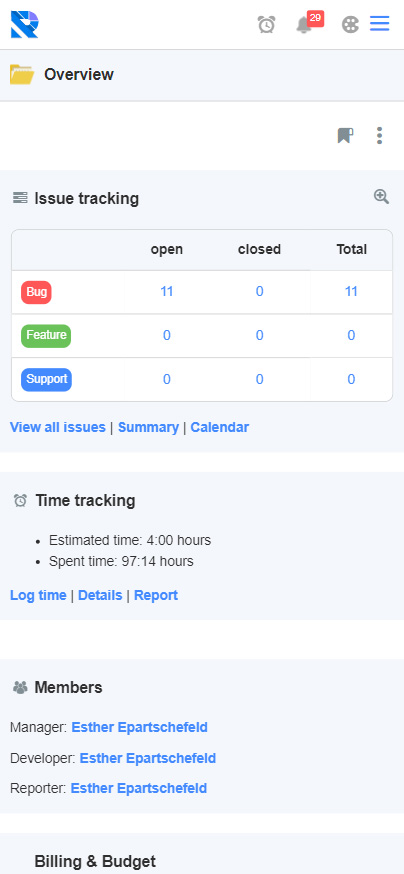 29
Overview
Issue tracking
open closed Total
Bug 11 0 11
Feature 0 0 0
Support 0 0 0
View all issues | Summary | Calendar
Time tracking
• Estimated time: 4:00 hours
• Spent time: 97:14 hours
Log time | Details | Report
Members
Manager: Esther Epartschefeld
Developer: Esther Epartschefeld
Reporter: Esther Epartschefeld
Billing & Budget